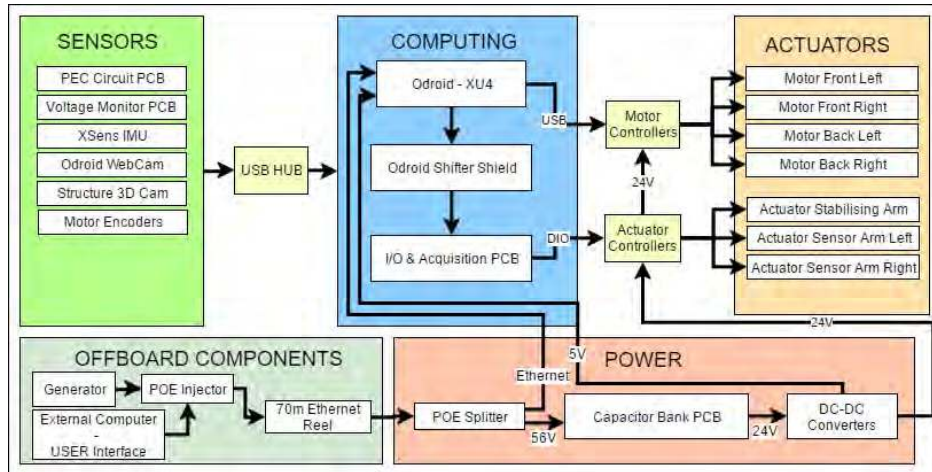 SENSORS
PEC Circuit PCB
Voltage Monitor PCB
XSens IMU
Odroid WebCam
Structure 3D Cam
Motor Encoders
USB HUB
COMPUTING
Odroid - XU4
Odroid Shifter Shield
I/O & Acquisition PCB
USB
DIO
Motor
Controllers
24V
Actuator
Controllers
ACTUATORS
Motor Front Left
Motor Front Right
Motor Back Left
Motor Back Right
Actuator Stabilising Arm
Actuator Sensor Arm Left
Actuator Sensor Arm Right
24V
OFFBOARD COMPONENTS
Generator
POE Injector
External Computer
-
USER Interface
70m Ethernet
Reel
POWER
5V
Ethernet
POE Splitter
56V
Capacitor Bank PCB
24V
DC-DC
Converters